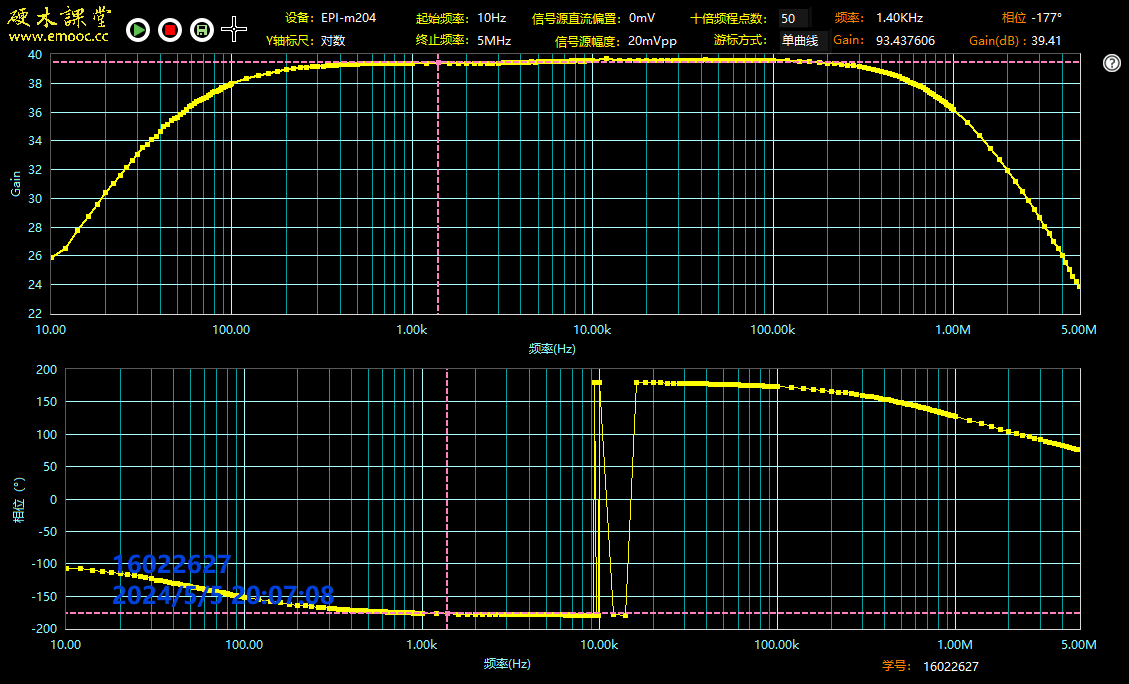 硬木课堂
www.emooc.cc
设备: EPI-m204 起始频率: 10Hz 信号源直流偏置: 0mV 十倍频程点数: 50 频率: 1.40KHz 相位 -177°
Y轴标尺: 对数 终止频率: 5MHz 信号源幅度: 20mVpp 游标方式: 单曲线 Gain: 93.437606 Gain(dB) : 39.41
?
40
38
36
34
32
30
28
26
24
22
Gain
10.00 100.00 1.00k 10.00k 100.00k 1.00M 5.00M
频率(Hz)
200
150
100
50
0
-50
-100
-150
-200
相位 (°)
16022627
2024/5/5 20:07:08
10.00 100.00 1.00k 10.00k 100.00k 1.00M 5.00M
频率(Hz)
学号: 16022627